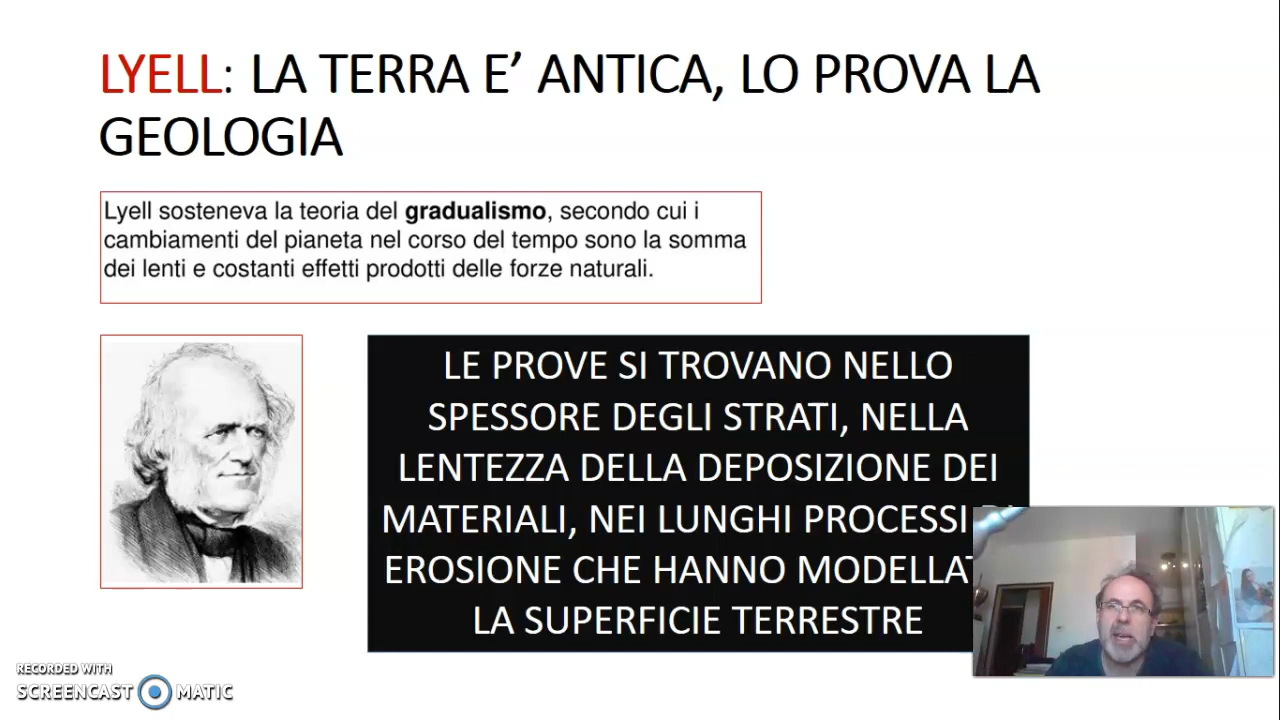 LYELL: LA TERRA E’ ANTICA, LO PROVA LA
GEOLOGIA
Lyell sosteneva la teoria del gradualismo, secondo cui i
cambiamenti del pianeta nel corso del tempo sono la somma
dei lenti e costanti effetti prodotti delle forze naturali.
LE PROVE SI TROVANO NELLO
SPESSORE DEGLI STRATI, NELLA
LENTEZZA DELLA DEPOSIZIONE DEI
MATERIALI, NEI LUNGHI PROCESSI
EROSIONE CHE HANNO
LA SUPERFICIE TERRESTRE
RECORDED WITH
SCREENCAST MATIC